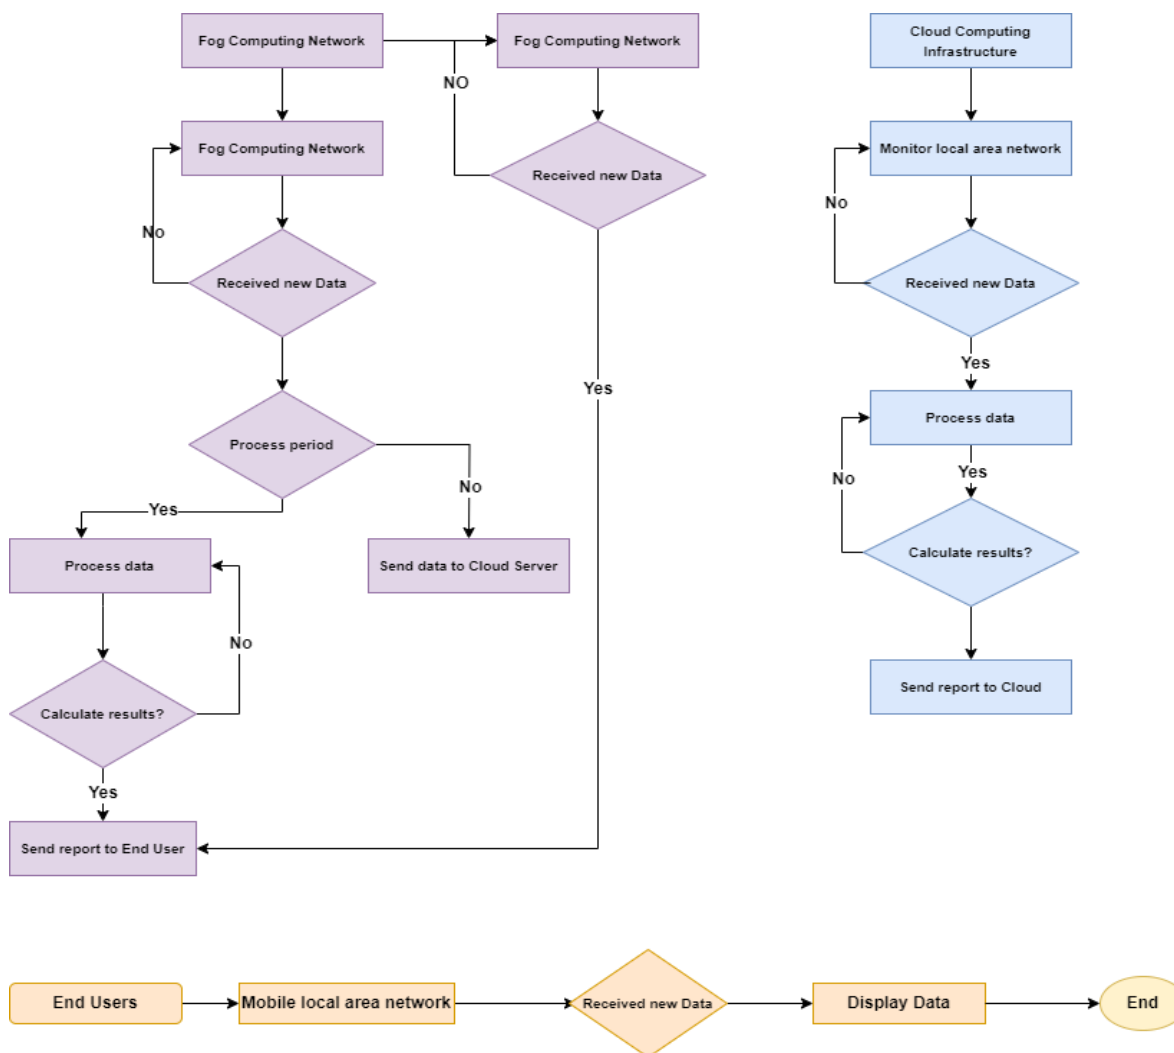 Fog Computing Network
Fog Computing Network
Cloud Computing
Infrastructure
NO
Fog Computing Network
Monitor local area network
Received new Data
No
No
Received new Data
Received new Data
Yes
Yes
Process data
Process period
No
Yes
No
Yes
Process data
Send data to Cloud Server
Calculate results?
No
Send report to Cloud
Calculate results?
Yes
Send report to End User
End Users
Mobile local area network
Received new Data
Display Data
End